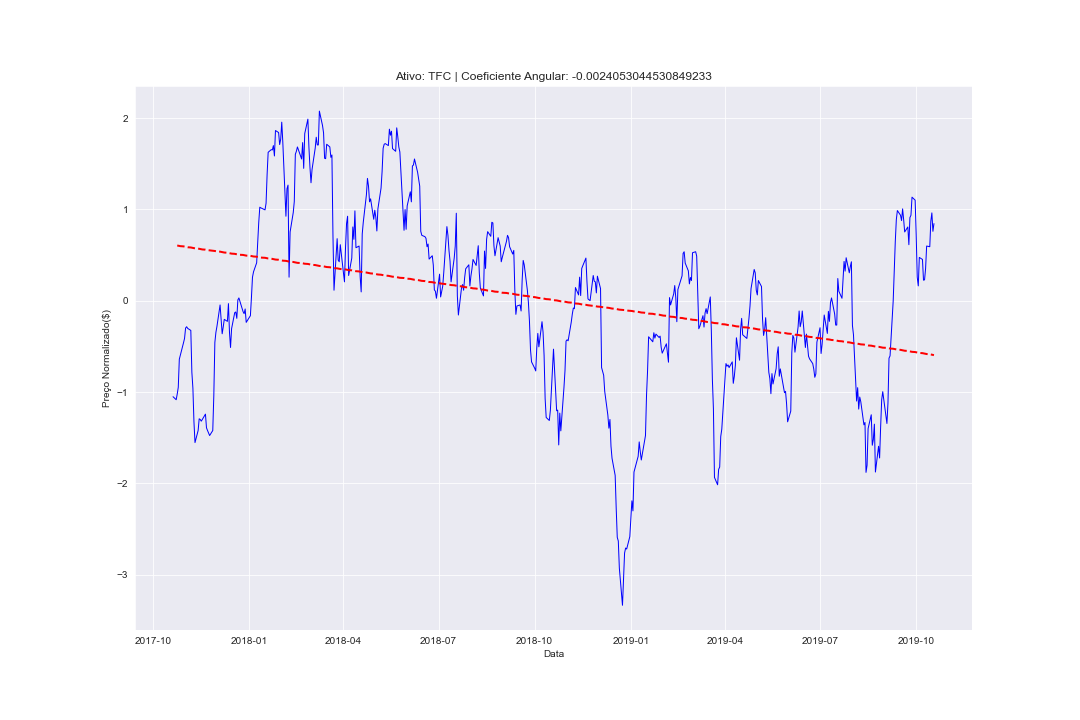 Ativo: TFC | Coeficiente Angular: -0.0024053044530849233
Preço Normalizado($)
2
1
0
−1
−2
−3
2017-10 2018-01 2018-04 2018-07 2018-10 2019-01 2019-04 2019-07 2019-10
Data